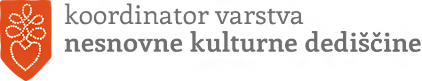 koordinator varstva
nesnovne kulturne dediščine